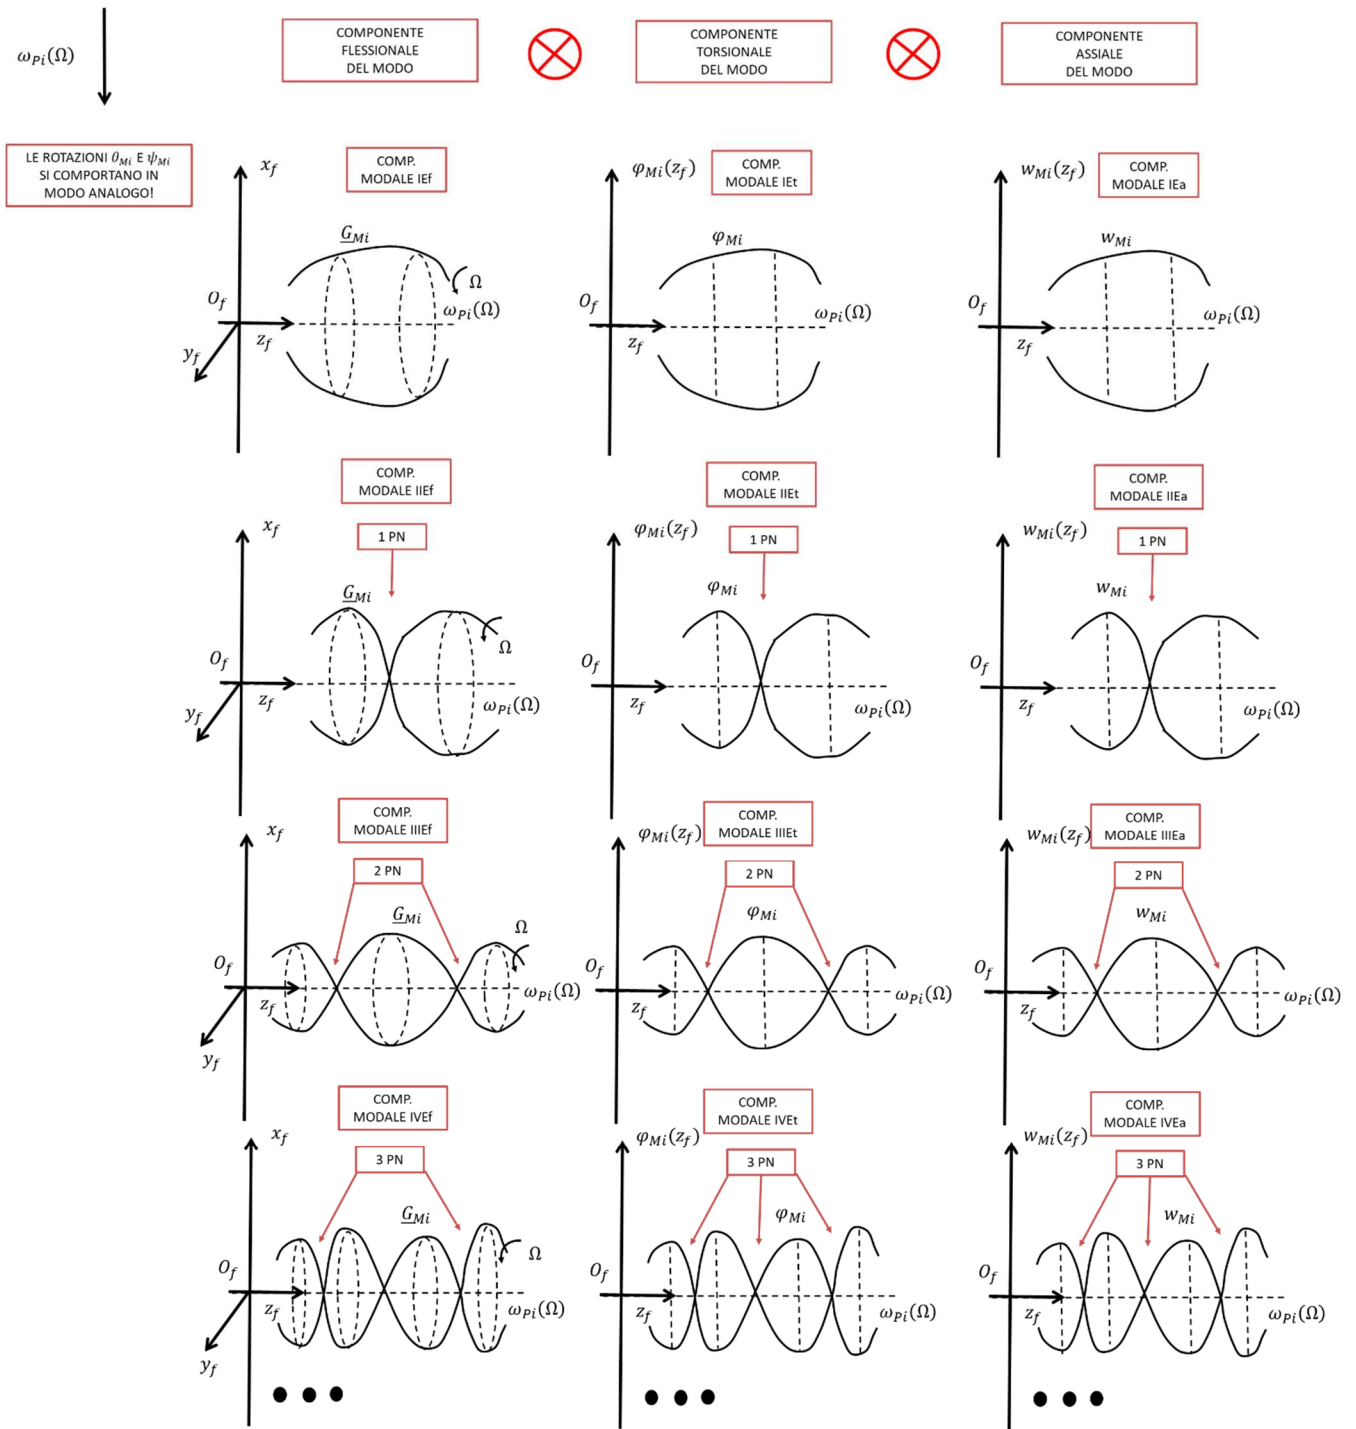 ω_Pi(Ω)
COMPONENTE
FLESSIONALE
DEL MODO
COMPONENTE
TORSIONALE
DEL MODO
COMPONENTE
ASSIALE
DEL MODO
LE ROTAZIONI θ_Mi E ψ_Mi
SI COMPORTANO IN
MODO ANALOGO!
x_f
COMP.
MODALE IEf
G_Mi
Ω
O_f
ω_Pi(Ω)
z_f
y_f
φ_Mi(z_f)
COMP.
MODALE IEt
φ_Mi
O_f
ω_Pi(Ω)
z_f
w_Mi(z_f)
COMP.
MODALE IEa
w_Mi
O_f
ω_Pi(Ω)
z_f
COMP.
MODALE IIEf
x_f
1 PN
G_Mi
Ω
O_f
z_f
ω_Pi(Ω)
y_f
COMP.
MODALE IIEt
φ_Mi(z_f)
1 PN
φ_Mi
O_f
z_f
ω_Pi(Ω)
COMP.
MODALE IIEa
w_Mi(z_f)
1 PN
w_Mi
O_f
z_f
ω_Pi(Ω)
COMP.
MODALE IIIEf
x_f
2 PN
G_Mi
Ω
O_f
z_f
ω_Pi(Ω)
y_f
COMP.
MODALE IIIEt
φ_Mi(z_f)
2 PN
φ_Mi
O_f
z_f
ω_Pi(Ω)
COMP.
MODALE IIIEa
w_Mi(z_f)
2 PN
w_Mi
O_f
z_f
ω_Pi(Ω)
COMP.
MODALE IVEf
x_f
3 PN
G_Mi
Ω
O_f
z_f
ω_Pi(Ω)
y_f
COMP.
MODALE IVEt
φ_Mi(z_f)
3 PN
φ_Mi
O_f
z_f
ω_Pi(Ω)
COMP.
MODALE IVEa
w_Mi(z_f)
3 PN
w_Mi
O_f
z_f
ω_Pi(Ω)